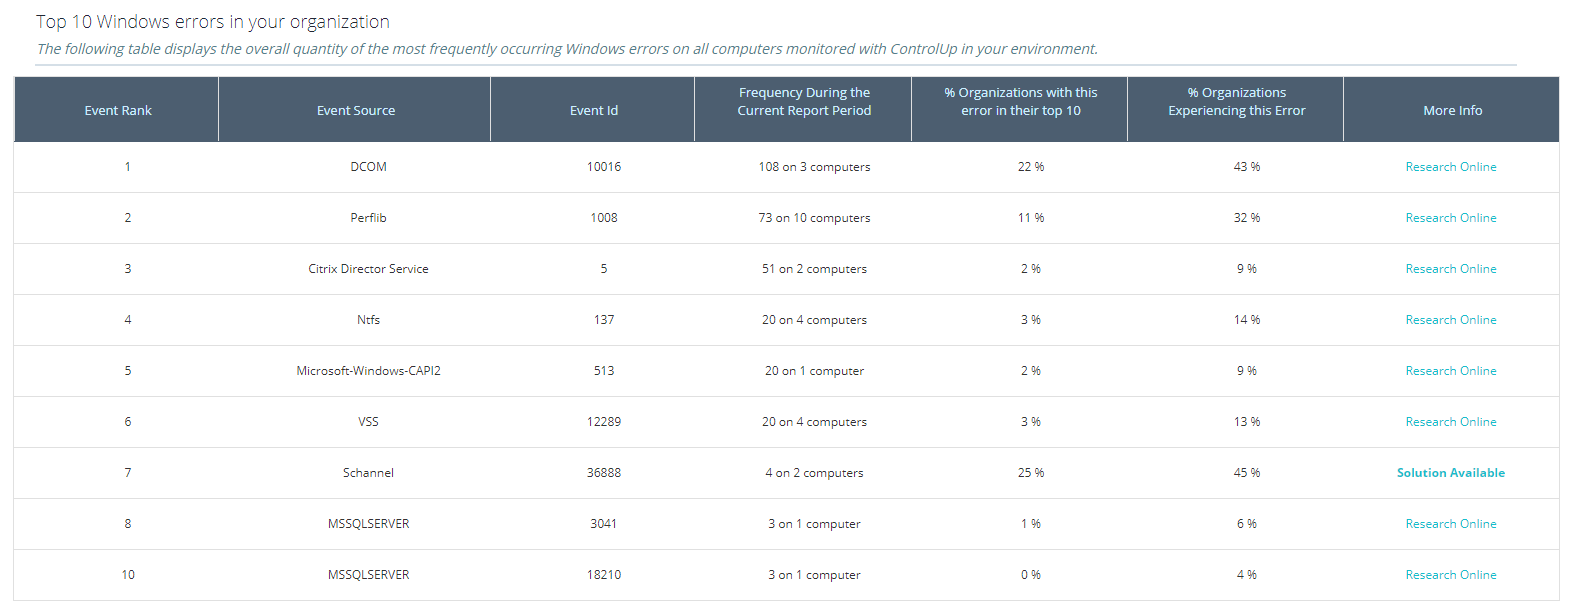 Top 10 Windows errors in your organization
The following table displays the overall quantity of the most frequently occurring Windows errors on all computers monitored with ControlUp in your environment.
Event Rank Event Source Event Id Frequency During the Current Report Period % Organizations with this error in their top 10 % Organizations Experiencing this Error More Info
1 DCOM 10016 108 on 3 computers 22 % 43 % Research Online
2 Perflib 1008 73 on 10 computers 11 % 32 % Research Online
3 Citrix Director Service 5 51 on 2 computers 2 % 9 % Research Online
4 Ntfs 137 20 on 4 computers 3 % 14 % Research Online
5 Microsoft-Windows-CAPI2 513 20 on 1 computer 2 % 9 % Research Online
6 VSS 12289 20 on 4 computers 3 % 13 % Research Online
7 Schannel 36888 4 on 2 computers 25 % 45 % Solution Available
8 MSSQLSERVER 3041 3 on 1 computer 1 % 6 % Research Online
10 MSSQLSERVER 18210 3 on 1 computer 0 % 4 % Research Online